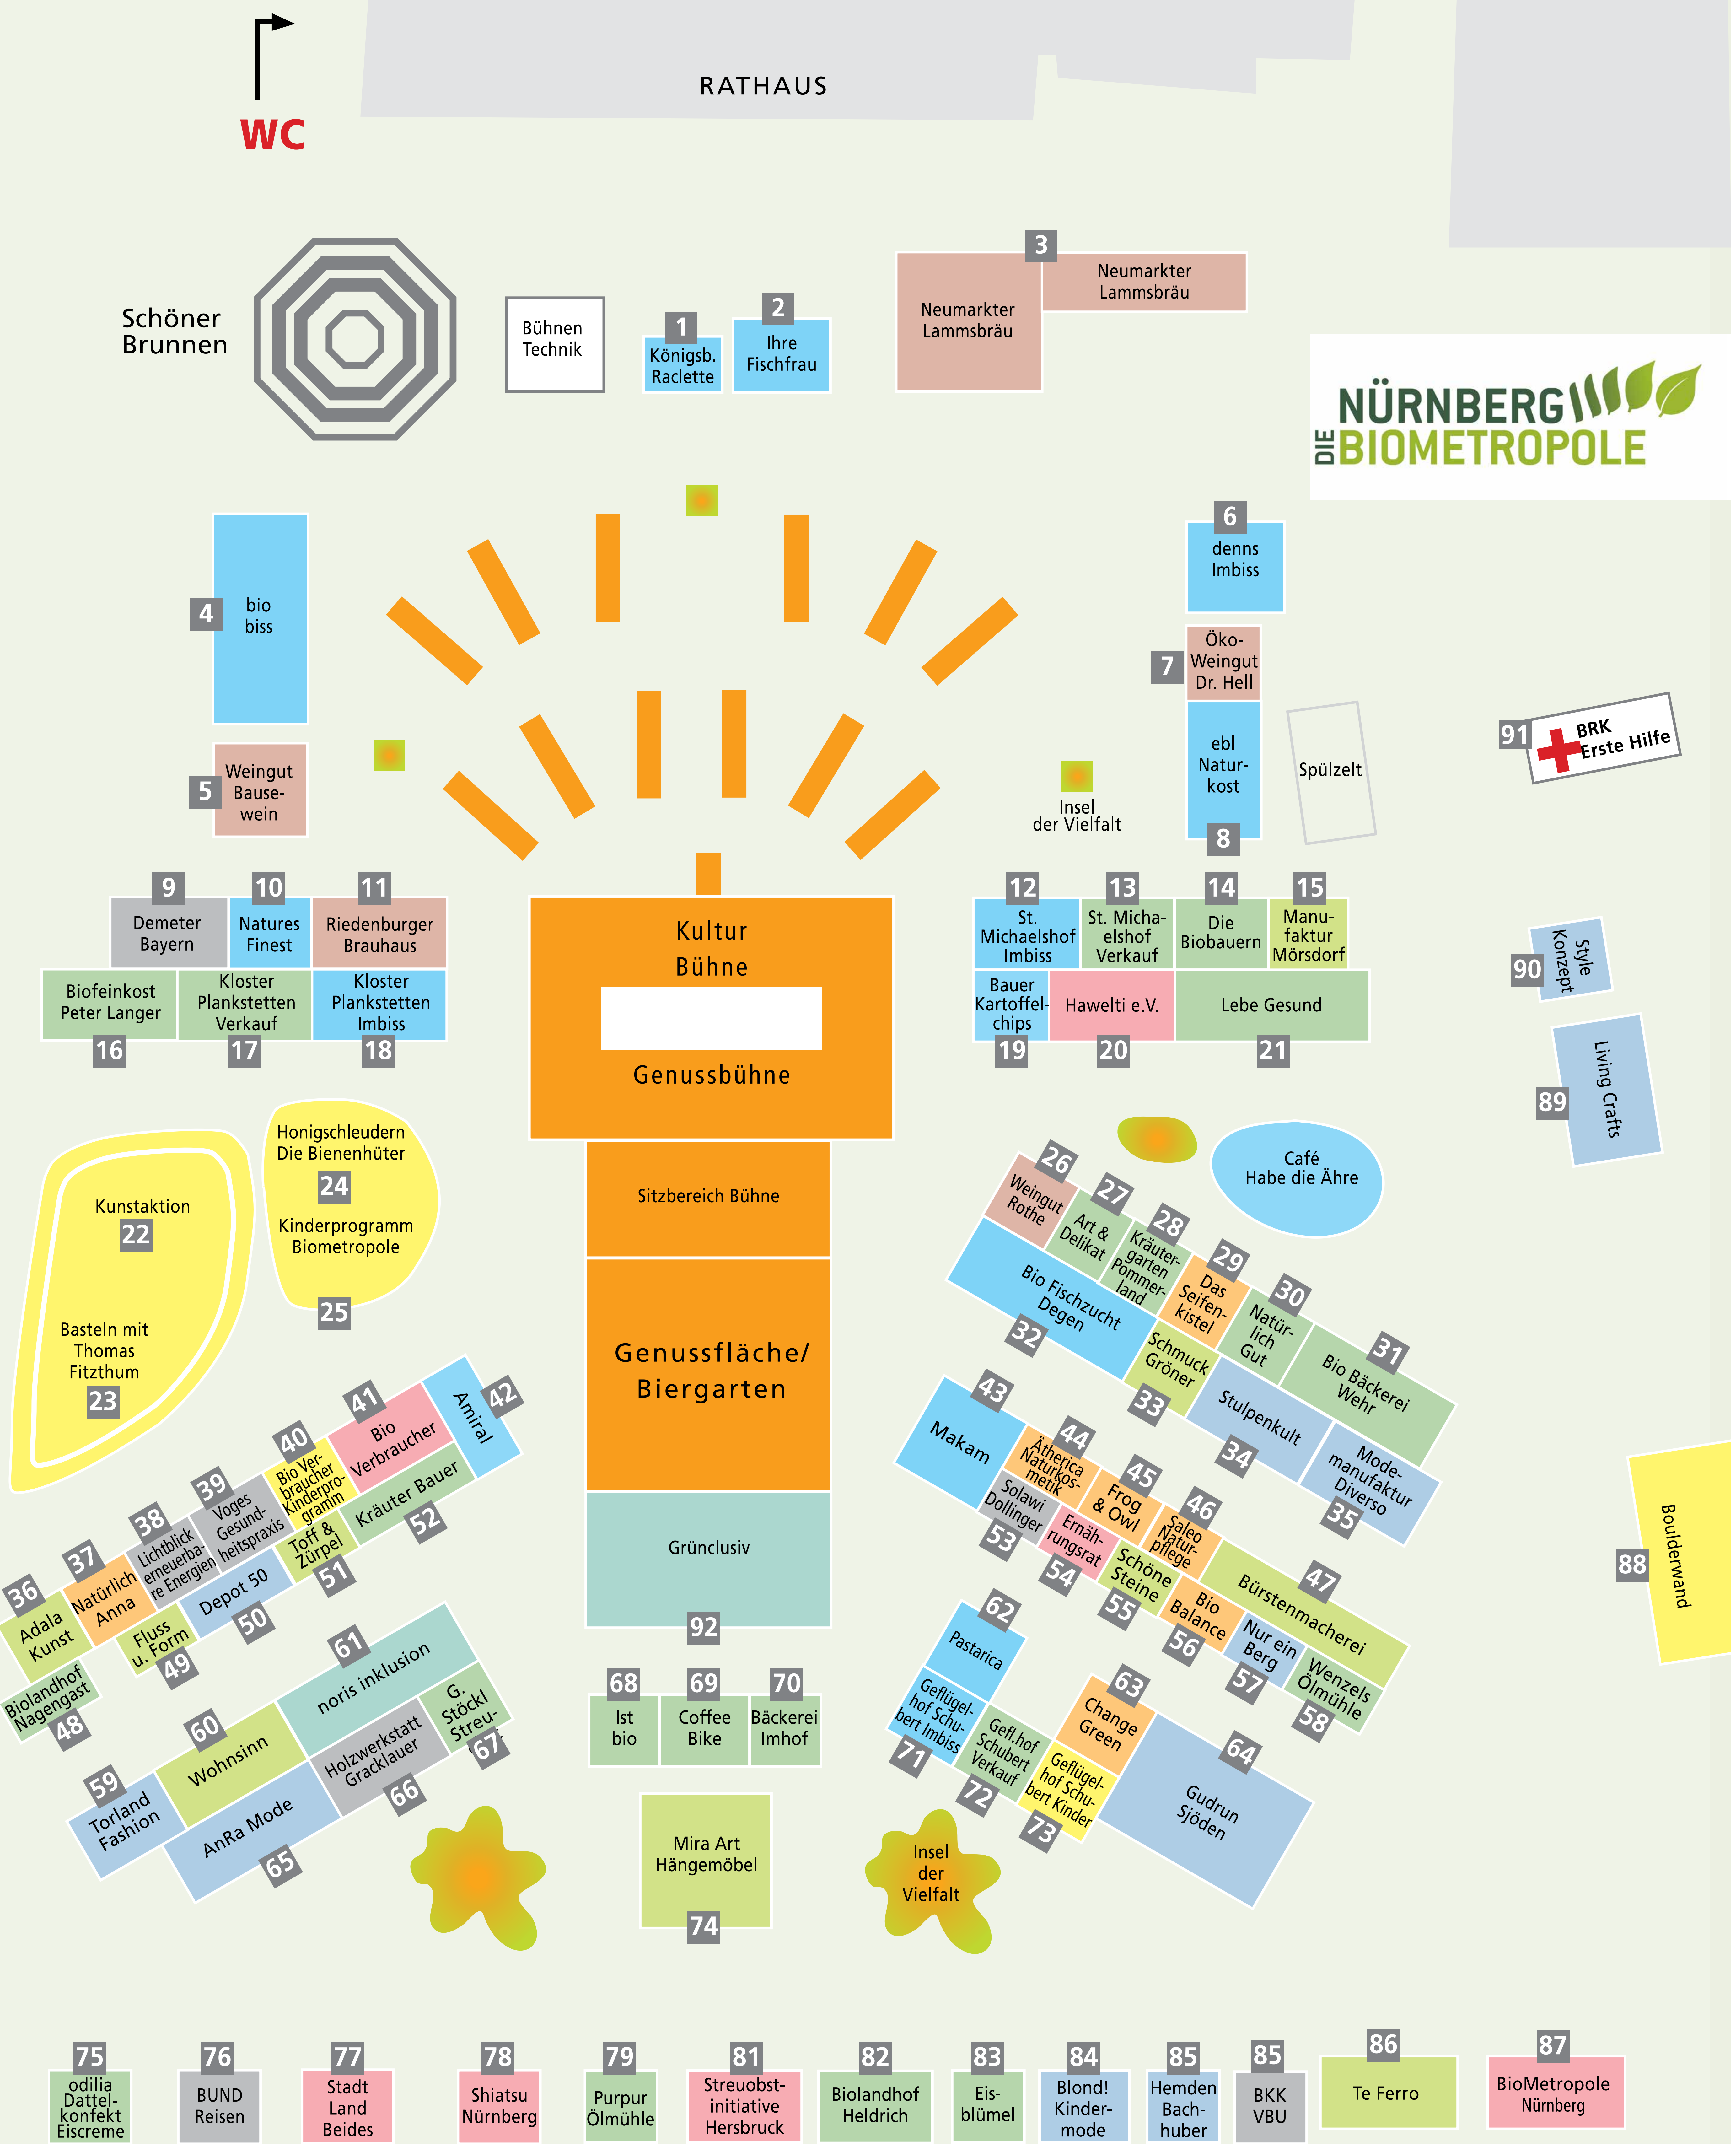 WC
RATHAUS
Schöner
Brunnen
Bühnen
Technik
1
Königsb.
Raclette
2
Ihre
Fischfrau
3
Neumarkter
Lammsbräu
Neumarkter
Lammsbräu
NÜRNBERG
DIE BIOMETROPOLE
4
bio
biss
5
Weingut
Bause-
wein
6
denns
Imbiss
7
Öko-
Weingut
Dr. Hell
ebl
Natur-
kost
8
Spülzelt
91
BRK
Erste Hilfe
Insel
der Vielfalt
9
Demeter
Bayern
10
Natures
Finest
11
Riedenburger
Brauhaus
Biofeinkost
Peter Langer
16
Kloster
Plankstetten
Verkauf
17
Kloster
Plankstetten
Imbiss
18
Kultur
Bühne
Genussbühne
12
St.
Michaelshof
Imbiss
13
St. Micha-
elshof
Verkauf
14
Die
Biobauern
15
Manu-
faktur
Mörsdorf
Bauer
Kartoffel-
chips
19
Hawelti e.V.
20
Lebe Gesund
21
90
Style
Konzept
89
Living Crafts
Kunstaktion
22
Basteln mit
Thomas
Fitzthum
23
Honigschleudern
Die Bienenhüter
24
Kinderprogramm
Biometropole
25
Sitzbereich Bühne
Genussfläche/
Biergarten
Grünclusiv
92
Café
Habe die Ähre
26
Weingut
Rothe
27
Art &
Delikat
28
Kräuter-
garten
Pommer-
land
29
Das
Seifen-
kistel
30
Natür-
lich
Gut
31
Bio Bäckerei
Wehr
Bio Fischzucht
Degen
32
Schmuck
Gröner
33
Stulpenkult
34
Mode-
manufaktur
Diverso
35
36
Adala
Kunst
37
Natürlich
Anna
38
Lichtblick
erneuerba-
re Energien
39
Voges
Gesund-
heitspraxis
40
Bio Ver-
braucher
Kinderpro-
gramm
41
Bio
Verbraucher
42
Amiral
43
Makam
44
Ätherica
Naturkos-
metik
45
Frog
& Owl
46
Saleo
Natur-
pflege
47
Bürstenmacherei
Biolandhof
Nagengast
48
Fluss
u. Form
49
Depot 50
50
Toff &
Zürpel
51
Kräuter Bauer
52
Solawi
Dollinger
53
Ernäh-
rungsrat
54
Schöne
Steine
55
Bio
Balance
56
Nur ein
Berg
57
Wenzels
Ölmühle
58
88
Boulderwand
59
Torland
Fashion
60
Wohnsinn
61
noris inklusion
62
Pastarica
63
Change
Green
64
Gudrun
Sjöden
AnRa Mode
65
Holzwerkstatt
Gracklauer
66
G.
Stöckl
Streu-
67
68
Ist
bio
69
Coffee
Bike
70
Bäckerei
Imhof
Geflügel-
hof Schu-
bert Imbiss
71
Gefl.hof
Schubert
Verkauf
72
Geflügel-
hof Schu-
bert Kinder
73
Mira Art
Hängemöbel
74
Insel
der
Vielfalt
75
odilia
Dattel-
konfekt
Eiscreme
76
BUND
Reisen
77
Stadt
Land
Beides
78
Shiatsu
Nürnberg
79
Purpur
Ölmühle
81
Streuobst-
initiative
Hersbruck
82
Biolandhof
Heldrich
83
Eis-
blümel
84
Blond!
Kinder-
mode
85
Hemden
Bach-
huber
85
BKK
VBU
86
Te Ferro
87
BioMetropole
Nürnberg